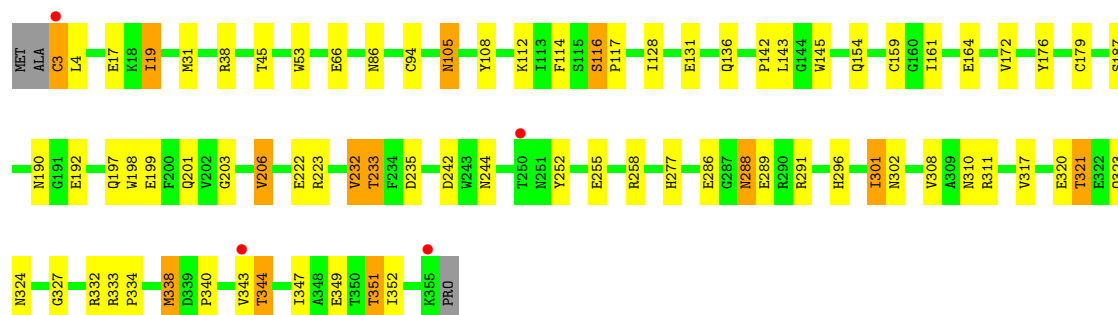 MET ALA C3 L4 E17 K18 I19 M31 R38 T45 W53 E66 N86 C94 N105 Y108 K112 I113 F114 S115 S116 P117 I128 E131 Q136 P142 L143 G144 W145 Q154 C159 G160 I161 E164 V172 Y176 C179 S187
N190 G191 E192 Q197 W198 E199 F200 Q201 V202 G203 V206 E222 R223 V232 T233 F234 D235 D242 W243 N244 T250 N251 Y252 E255 R258 H277 E286 G287 N288 E289 R290 R291 H296 I301 N302 V308 A309 N310 R311 V317 E320 T321 E322
N324 G327 R332 R333 P334 M338 D339 P340 V343 T344 I347 A348 E349 T350 T351 I352 K355 PRO